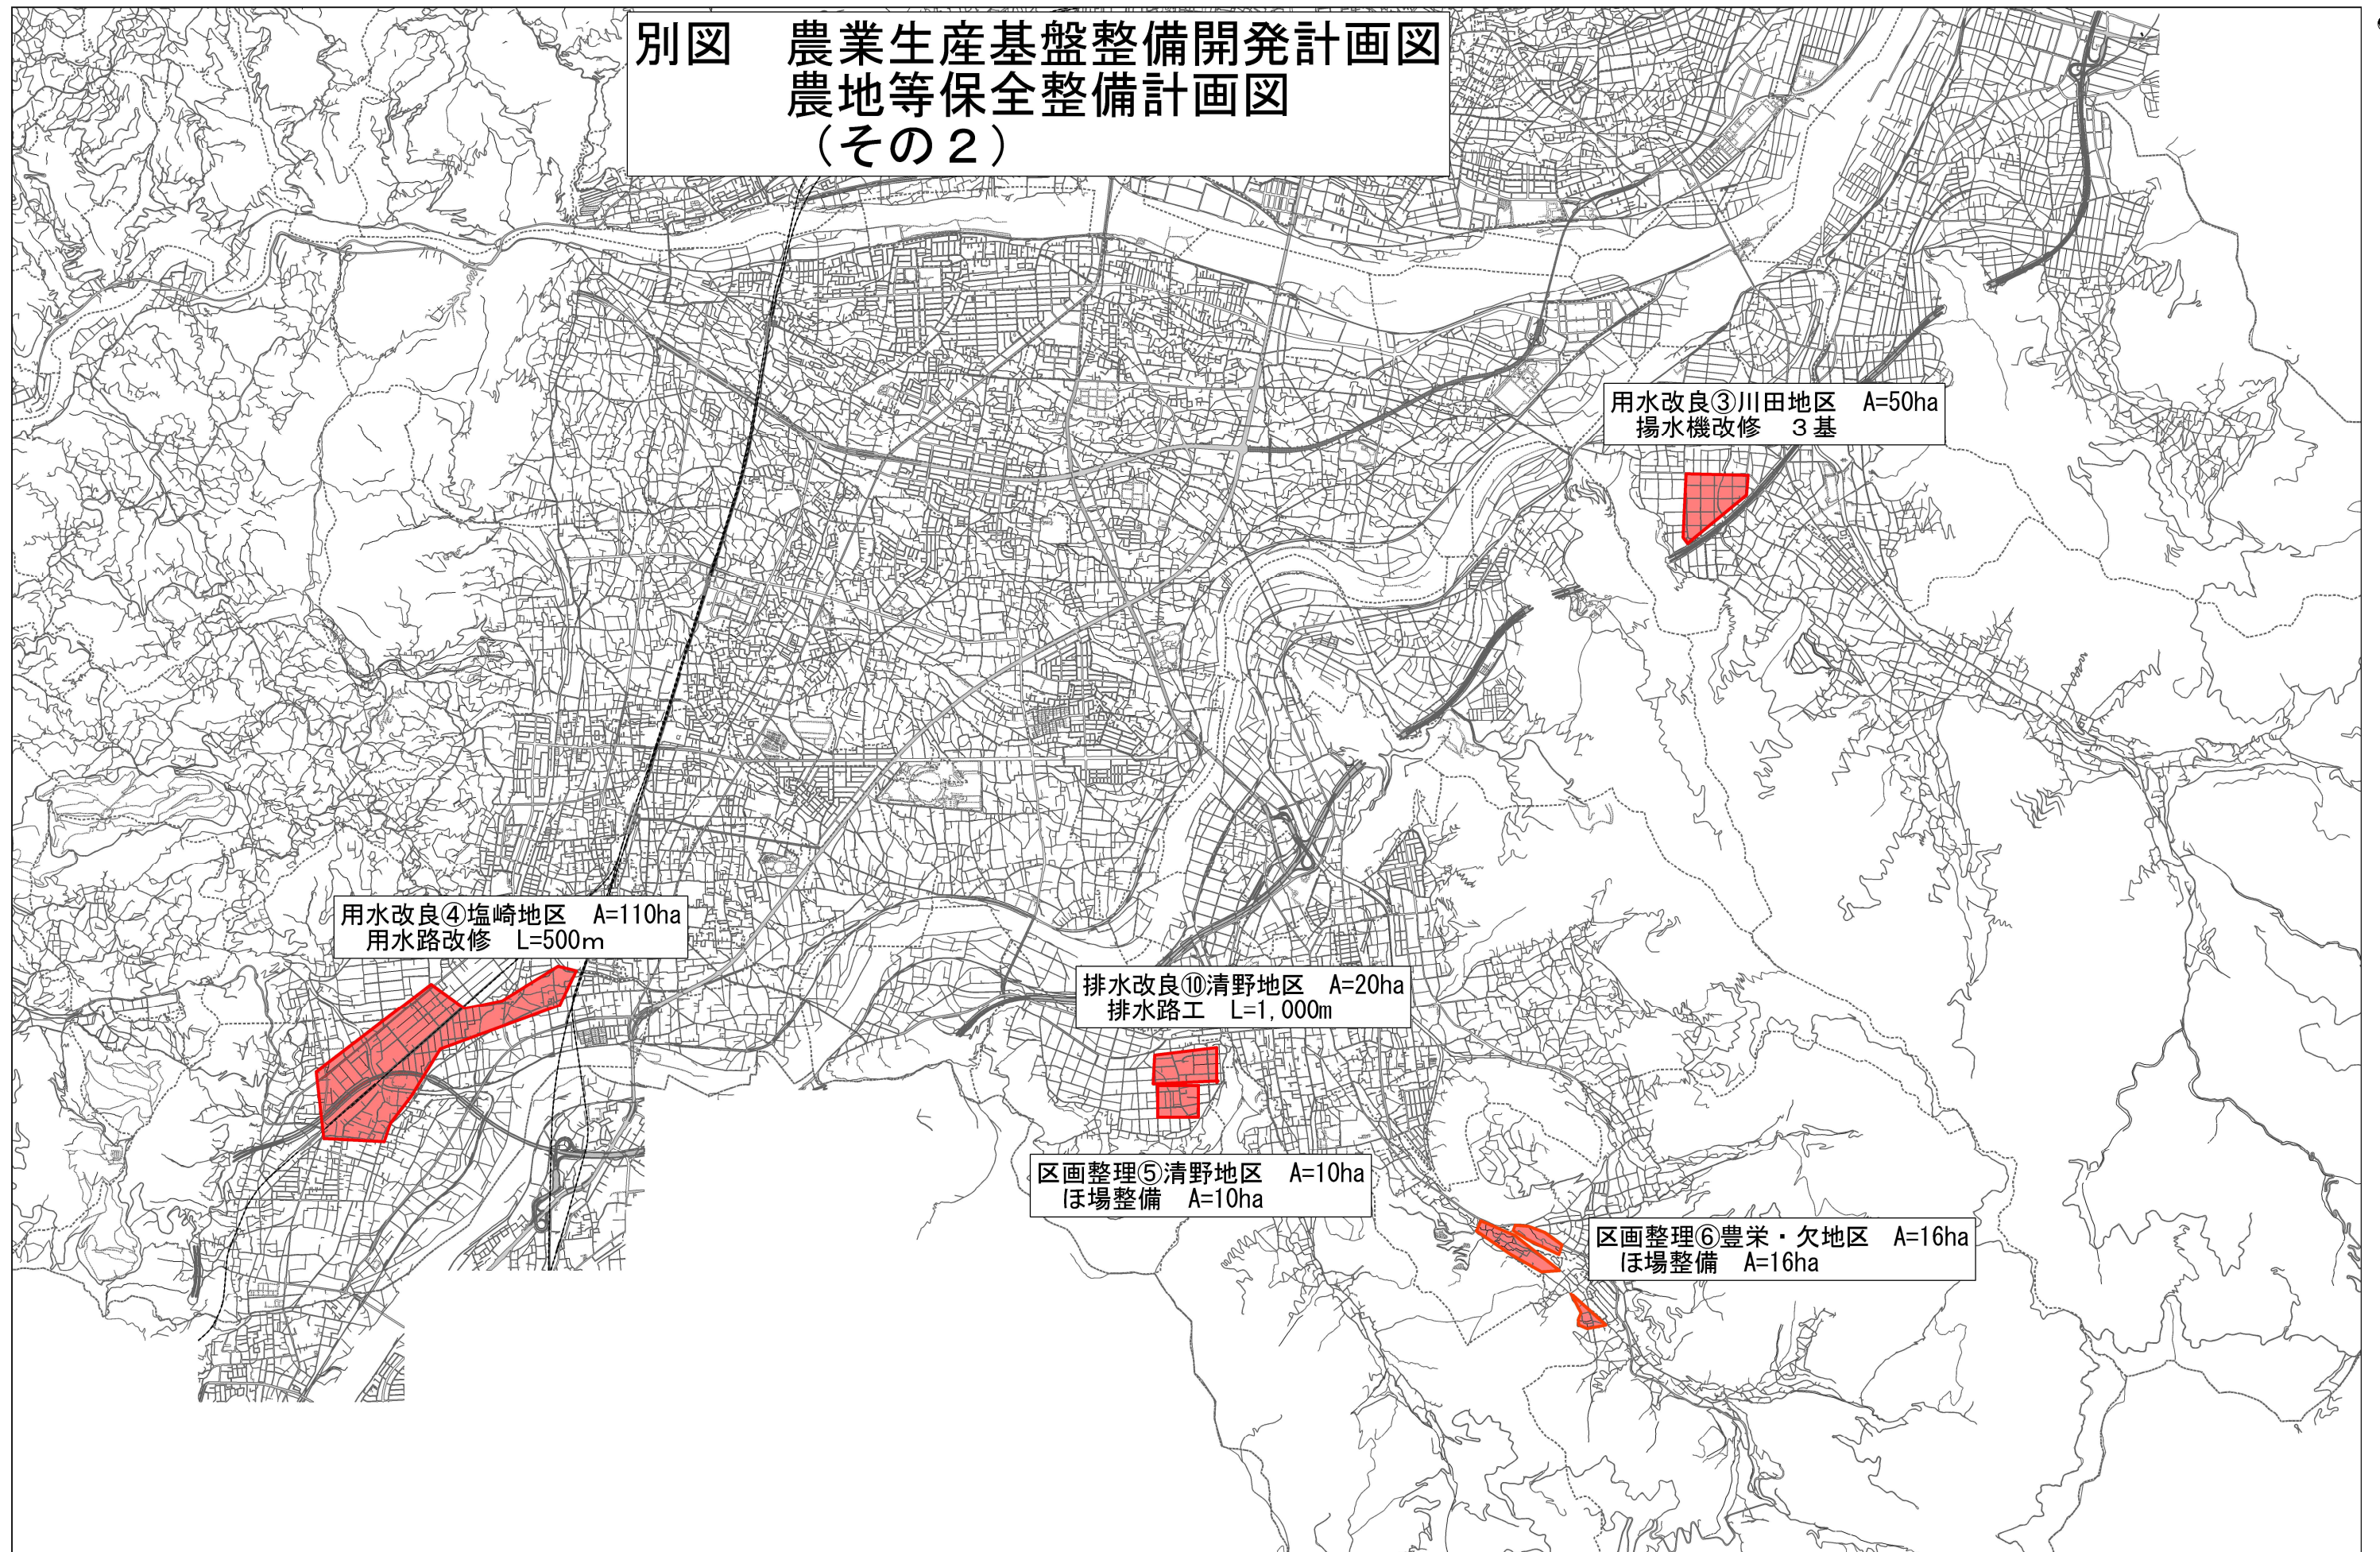 別図　農業生産基盤整備開発計画図
農地等保全整備計画図
（その２）
用水改良③川田地区　A=50ha
揚水機改修　３基
用水改良④塩崎地区　A=110ha
用水路改修　L=500ｍ
排水改良⑩清野地区　A=20ha
排水路工　L=1,000m
区画整理⑤清野地区　A=10ha
ほ場整備　A=10ha
区画整理⑥豊栄・欠地区　A=16ha
ほ場整備　A=16ha